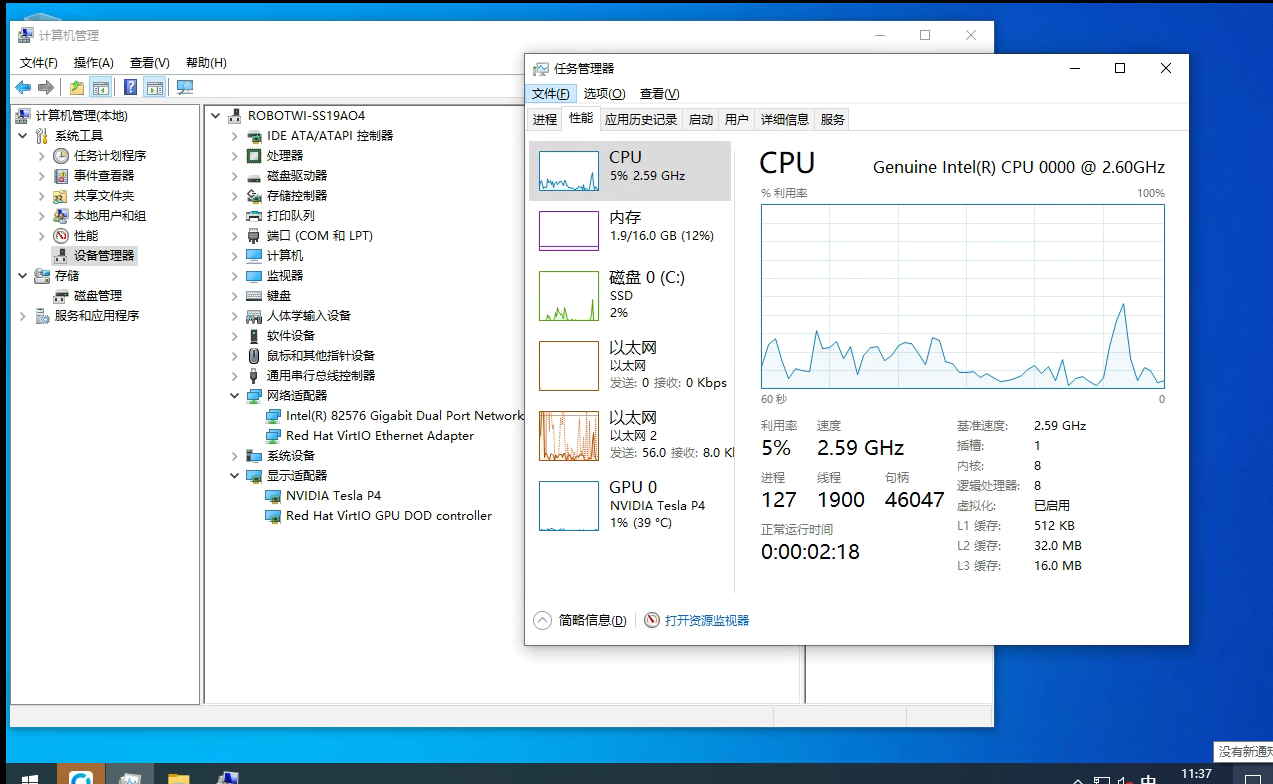 计算机管理
文件(F) 操作(A) 查看(V) 帮助(H)
计算机管理(本地)
系统工具
任务计划程序
事件查看器
共享文件夹
本地用户和组
性能
设备管理器
存储
磁盘管理
服务和应用程序
ROBOTWI-SS19AO4
IDE ATA/ATAPI 控制器
处理器
磁盘驱动器
存储控制器
打印队列
端口 (COM 和 LPT)
计算机
监视器
键盘
人体学输入设备
软件设备
鼠标和其他指针设备
通用串行总线控制器
网络适配器
Intel(R) 82576 Gigabit Dual Port Network
Red Hat VirtIO Ethernet Adapter
系统设备
显示适配器
NVIDIA Tesla P4
Red Hat VirtIO GPU DOD controller
任务管理器
文件(F) 选项(O) 查看(V)
进程 性能 应用历史记录 启动 用户 详细信息 服务
CPU
5% 2.59 GHz
内存
1.9/16.0 GB (12%)
磁盘 0 (C:)
SSD
2%
以太网
以太网
发送: 0 接收: 0 Kbps
以太网
以太网 2
发送: 56.0 接收: 8.0 K
GPU 0
NVIDIA Tesla P4
1% (39 °C)
CPU Genuine Intel(R) CPU 0000 @ 2.60GHz
% 利用率 100%
60 秒 0
利用率 速度
5% 2.59 GHz
进程 线程 句柄
127 1900 46047
正常运行时间
0:00:02:18
基准速度: 2.59 GHz
插槽: 1
内核: 8
逻辑处理器: 8
虚拟化: 已启用
L1 缓存: 512 KB
L2 缓存: 32.0 MB
L3 缓存: 16.0 MB
简略信息(D) 打开资源监视器
没有新通知
中 11:37